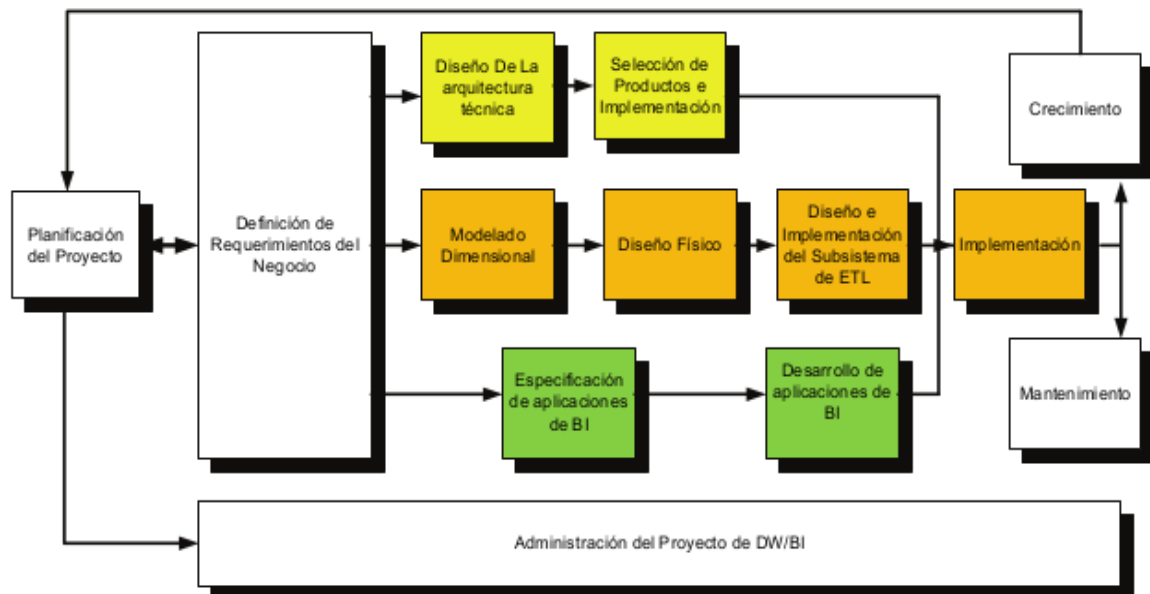 Diseño De La
arquitectura
técnica
Selección de
Productos e
Implementación
Crecimiento
Planificación
del Proyecto
Definición de
Requerimientos del
Negocio
Modelado
Dimensional
Diseño Físico
Diseño e
Implementación
del Subsistema
de ETL
Implementación
Especificación
de aplicaciones
de BI
Desarrollo de
aplicaciones de
BI
Mantenimiento
Administración del Proyecto de DW/BI